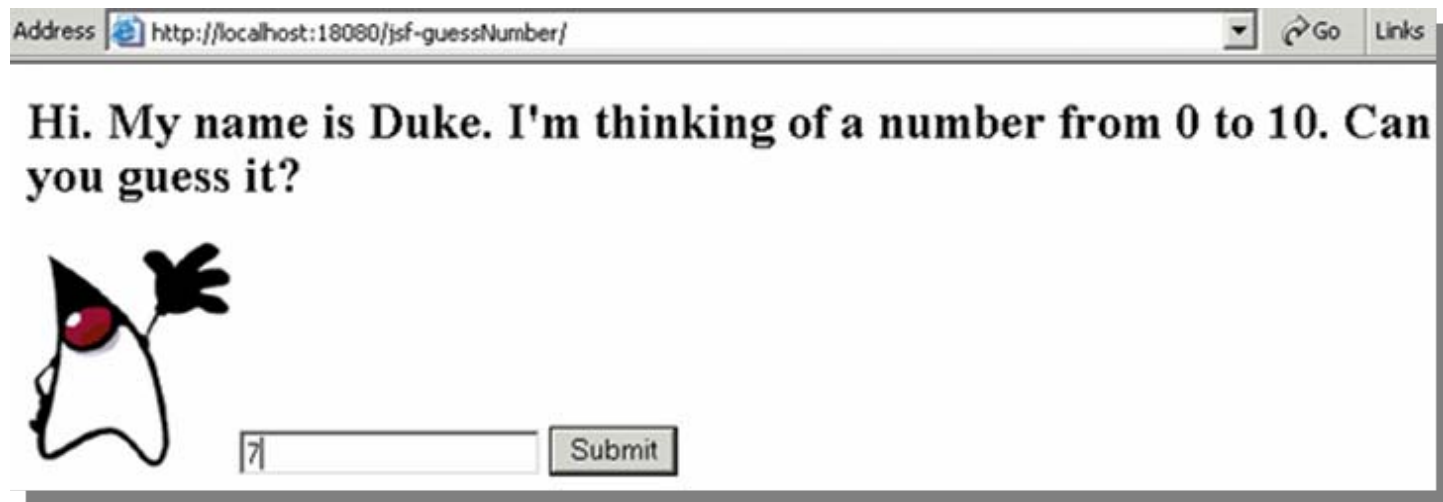 Address http://localhost:18080/jsf-guessNumber/ Go Links
Hi. My name is Duke. I'm thinking of a number from 0 to 10. Can
you guess it?
7 Submit